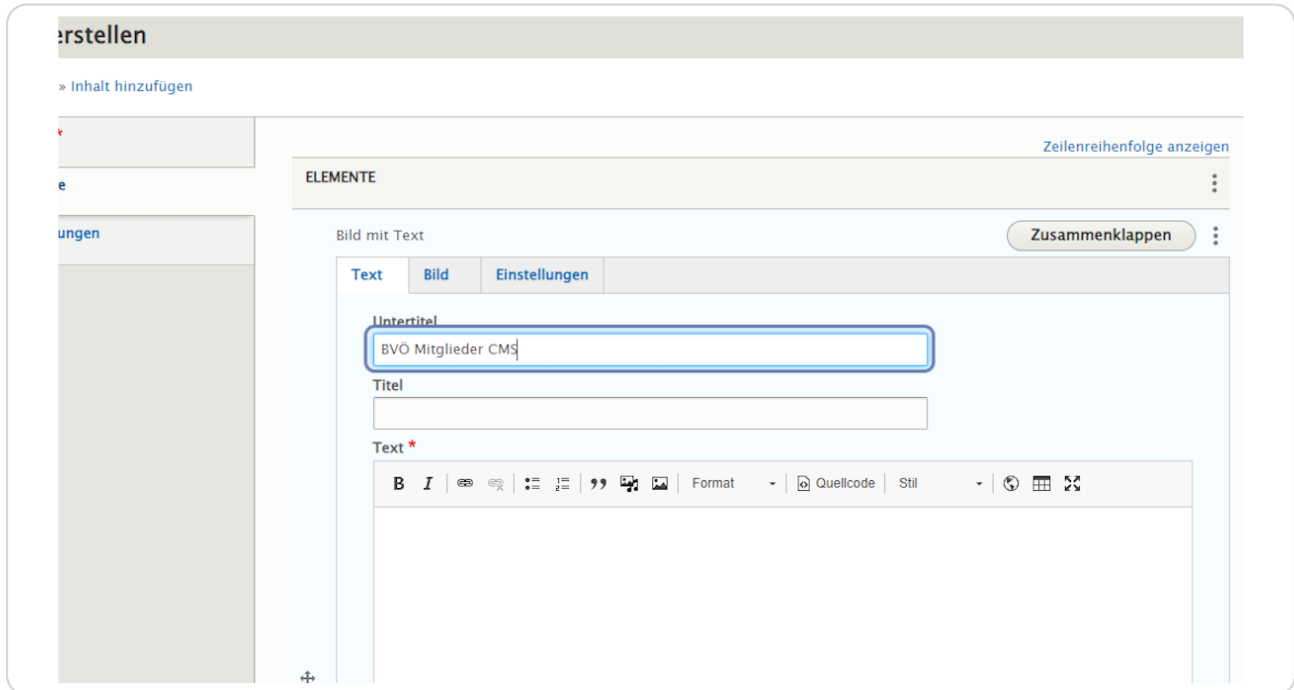 erstellen
» Inhalt hinzufügen
*
Zeilenreihenfolge anzeigen
e
ELEMENTE
ungen
Bild mit Text
Zusammenklappen
Text Bild Einstellungen
Untertitel
BVÖ Mitglieder CMS
Titel
Text *
B I Format Quellcode Stil